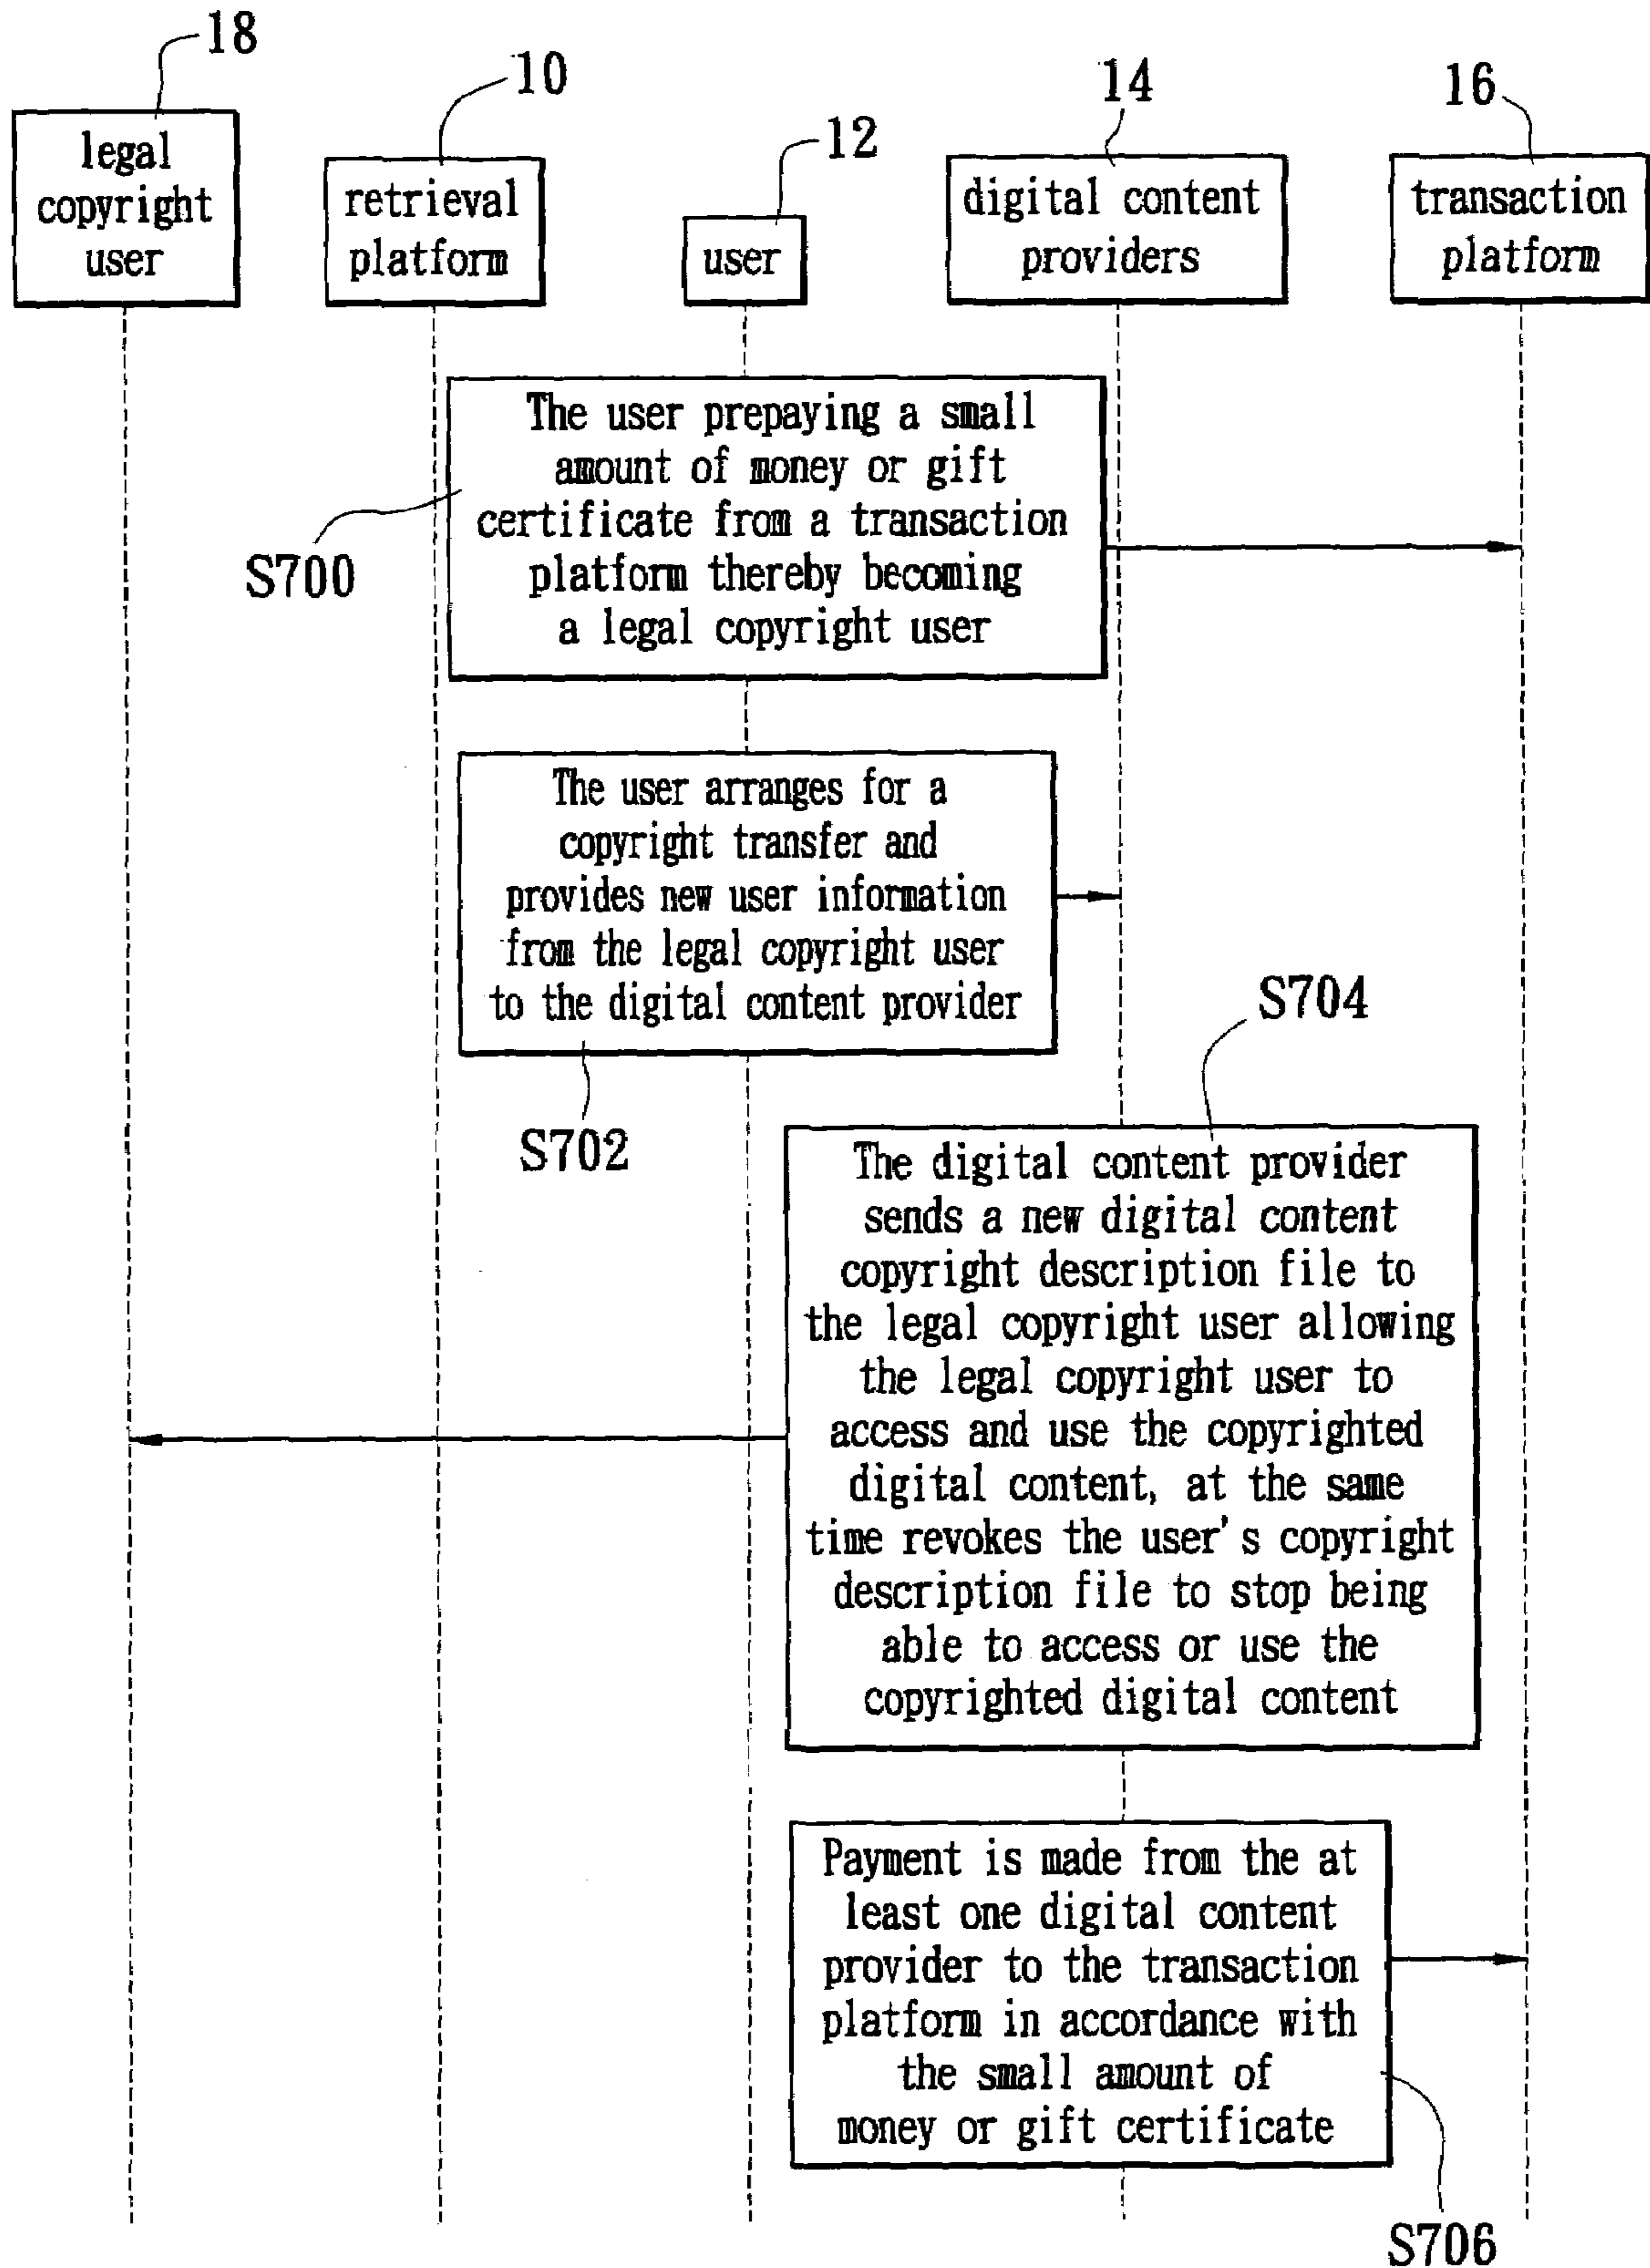 18
10
12
14
16
legal
copyright
user
retrieval
platform
user
digital content
providers
transaction
platform
The user prepaying a small
amount of money or gift
certificate from a transaction
platform thereby becoming
a legal copyright user
S700
The user arranges for a
copyright transfer and
provides new user information
from the legal copyright user
to the digital content provider
S702
S704
The digital content provider
sends a new digital content
copyright description file to
the legal copyright user allowing
the legal copyright user to
access and use the copyrighted
digital content, at the same
time revokes the user's copyright
description file to stop being
able to access or use the
copyrighted digital content
Payment is made from the at
least one digital content
provider to the transaction
platform in accordance with
the small amount of
money or gift certificate
S706